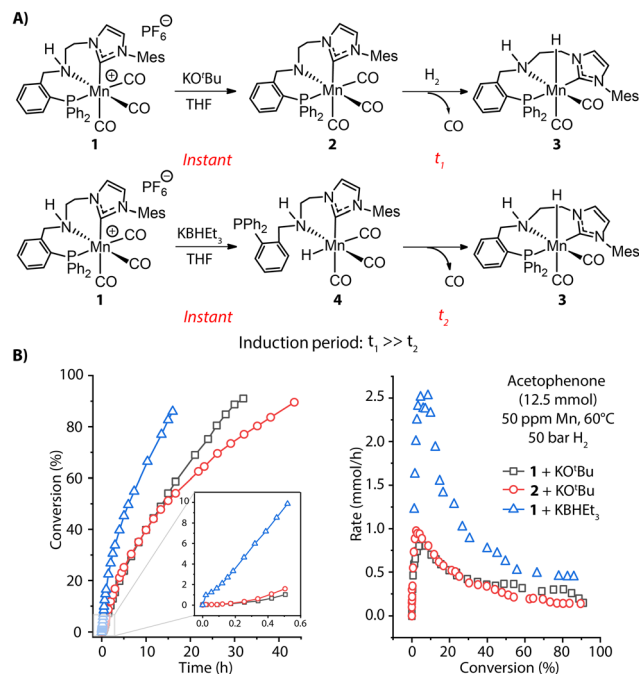 A)
PF6⊖
H
N
N
N
Mes
⊕
Mn
CO
CO
P
Ph2
CO
1
KOtBu
THF
Instant
N
N
N
Mes
Mn
CO
CO
P
Ph2
CO
2
H2
CO
t1
H
H
N
N
N
Mes
Mn
CO
P
Ph2
CO
3
PF6⊖
H
N
N
N
Mes
⊕
Mn
CO
CO
P
Ph2
CO
1
KBHEt3
THF
Instant
H
PPh2
N
N
N
Mes
Mn
CO
H
CO
CO
4
CO
t2
H
H
N
N
N
Mes
Mn
CO
P
Ph2
CO
3
Induction period: t1 >> t2
B)
Conversion (%)
100
80
60
40
20
0
0 10 20 30 40
Time (h)
10
8
6
4
2
0
0.0 0.2 0.4 0.6
Rate (mmol/h)
2.5
2.0
1.5
1.0
0.5
0.0
0 20 40 60 80 100
Conversion (%)
Acetophenone
(12.5 mmol)
50 ppm Mn, 60°C
50 bar H2
1 + KOtBu
2 + KOtBu
1 + KBHEt3